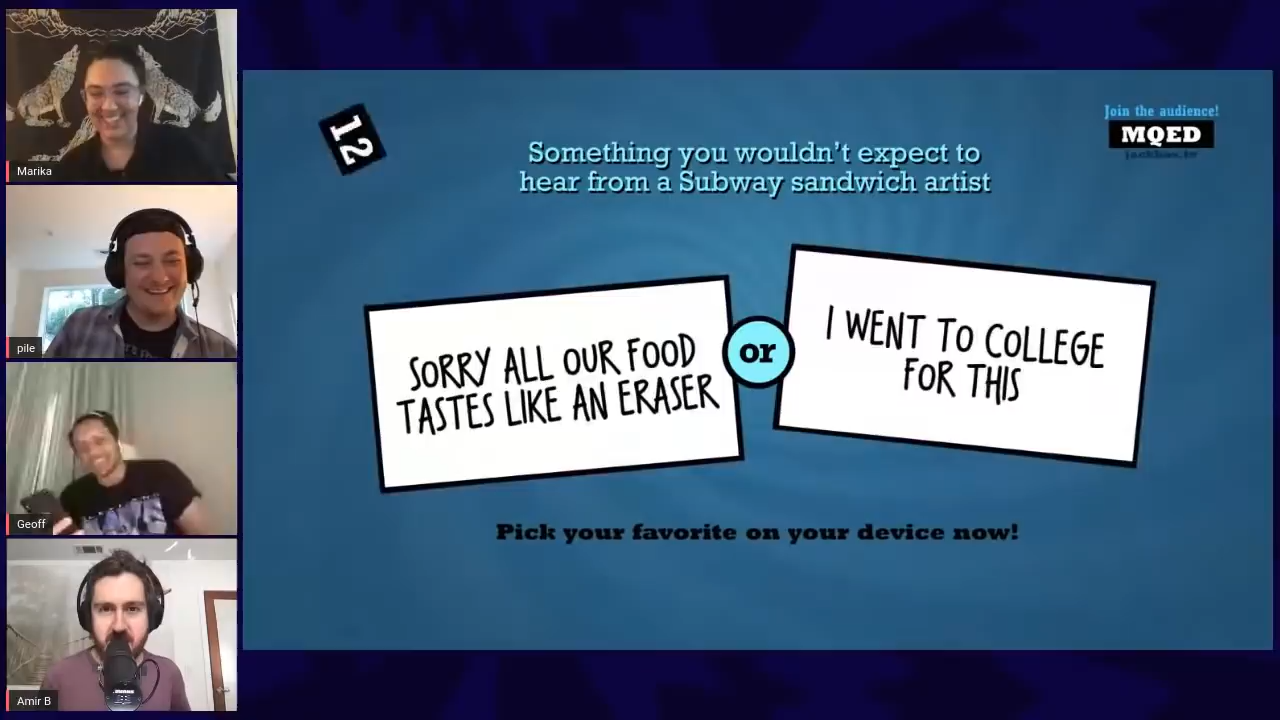 Marika
pile
Geoff
Amir B
12
Join the audience!
MQED
jackbox.tv
Something you wouldn't expect to
hear from a Subway sandwich artist
SORRY ALL OUR FOOD
TASTES LIKE AN ERASER
or
I WENT TO COLLEGE
FOR THIS
Pick your favorite on your device now!